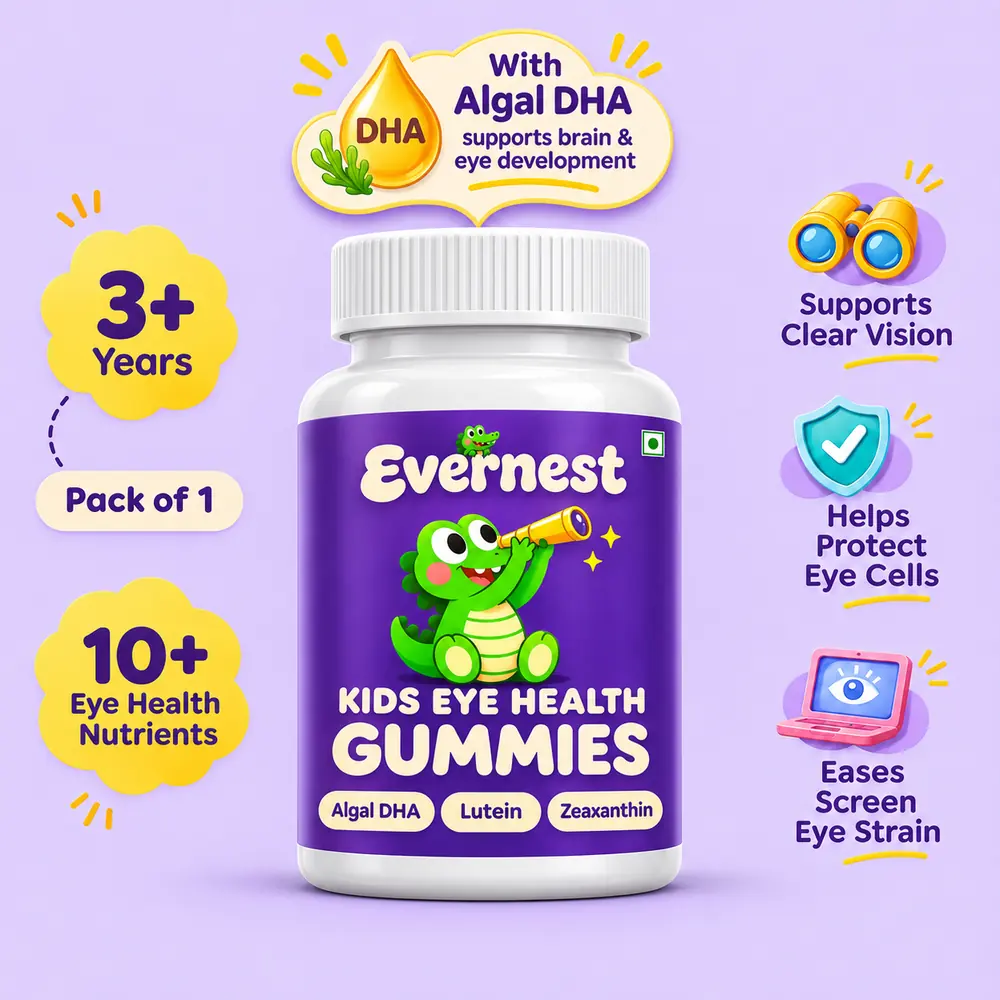 DHA
With
Algal DHA
supports brain &
eye development
3+
Years
Pack of 1
10+
Eye Health
Nutrients
Evernest
KIDS EYE HEALTH
GUMMIES
Algal DHA
Lutein
Zeaxanthin
Supports
Clear Vision
Helps
Protect
Eye Cells
Eases
Screen
Eye Strain